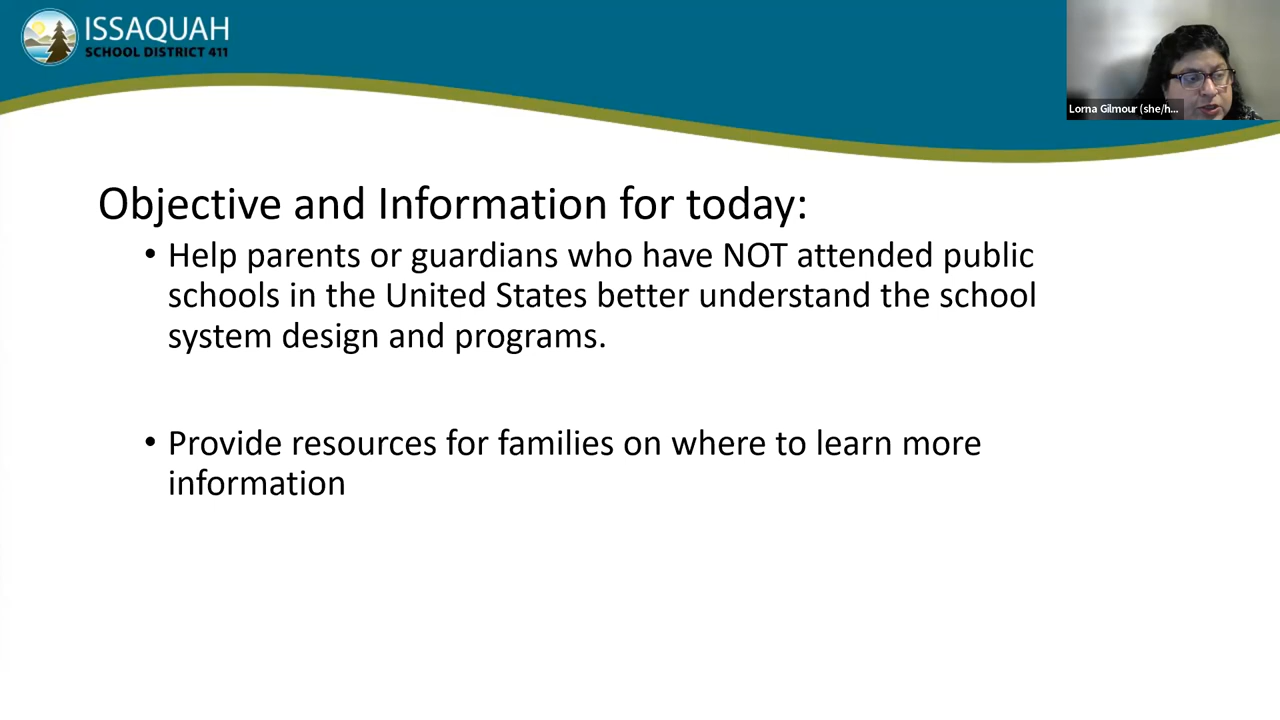 ISSAQUAH
SCHOOL DISTRICT 411
Lorna Gilmour (she/h...
Objective and Information for today:
• Help parents or guardians who have NOT attended public
schools in the United States better understand the school
system design and programs.
• Provide resources for families on where to learn more
information